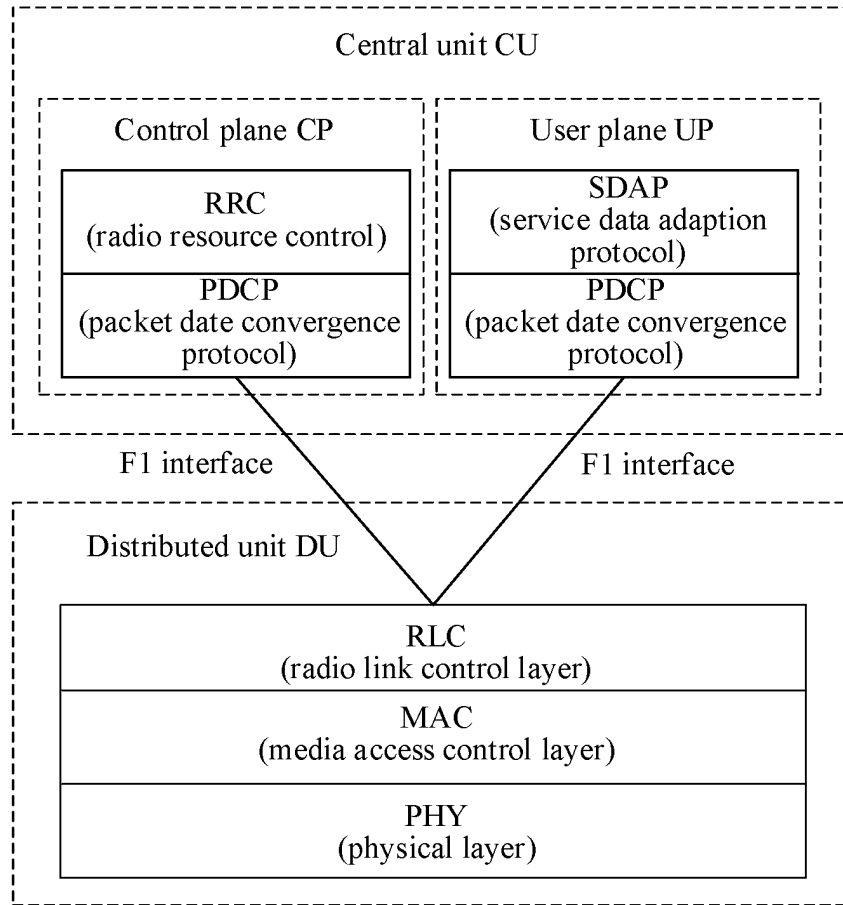 Central unit CU
Control plane CP
RRC
(radio resource control)
PDCP
(packet date convergence
protocol)
User plane UP
SDAP
(service data adaption
protocol)
PDCP
(packet date convergence
protocol)
F1 interface
F1 interface
Distributed unit DU
RLC
(radio link control layer)
MAC
(media access control layer)
PHY
(physical layer)